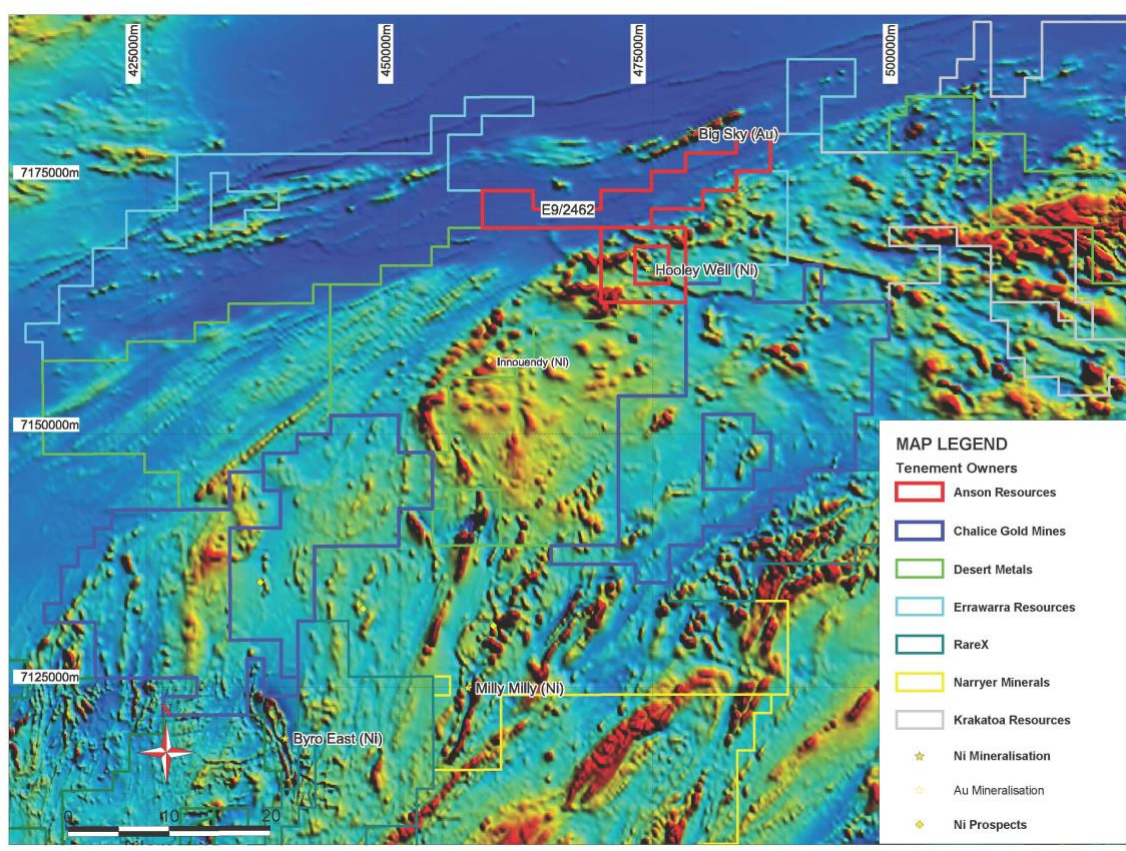 425000m
450000m
475000m
500000m
Big Sky (Au)
7175000m
E9/2462
Hooley Well (Ni)
Innouendy (Ni)
7150000m
MAP LEGEND
Tenement Owners
Anson Resources
Chalice Gold Mines
Desert Metals
Errawarra Resources
RareX
Narryer Minerals
Krakatoa Resources
Ni Mineralisation
Au Mineralisation
Ni Prospects
7125000m
Milly Milly (Ni)
Byro East (Ni)
0 10 20